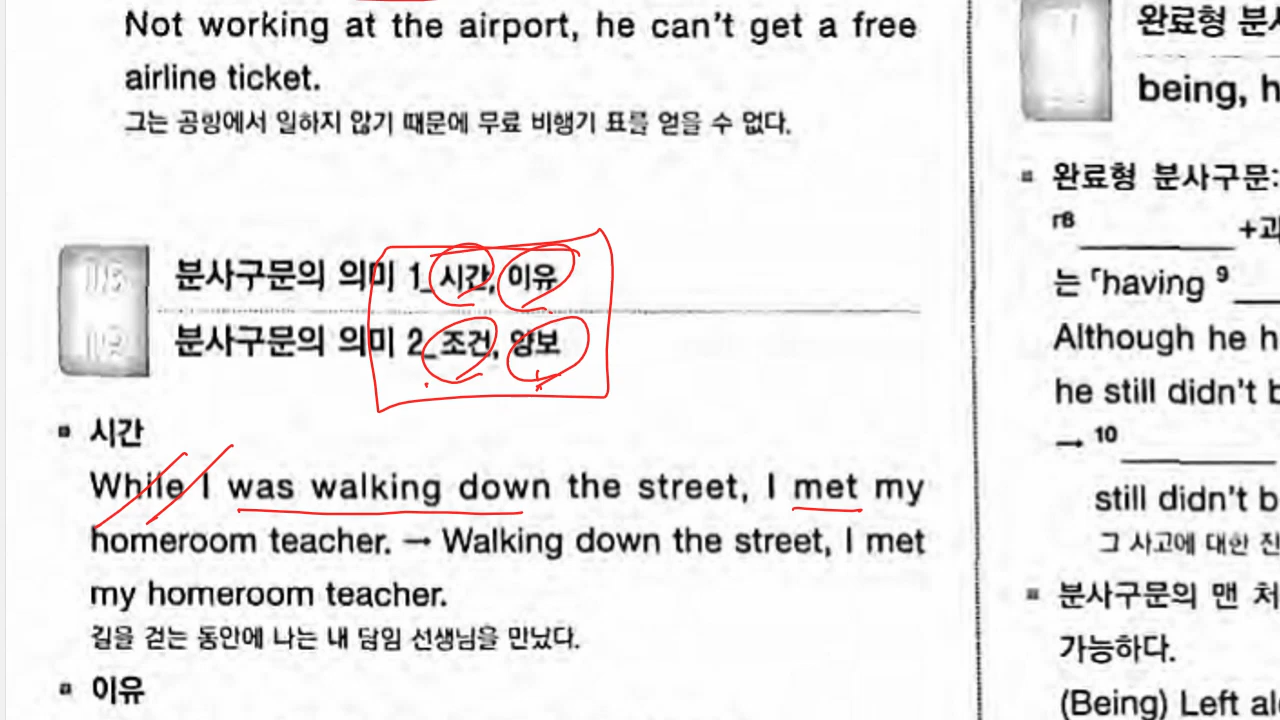 Not working at the airport, he can't get a free
airline ticket.
그는 공항에서 일하지 않기 때문에 무료 비행기 표를 얻을 수 없다.
분사구문의 의미 1_시간, 이유
분사구문의 의미 2_조건, 양보
시간
While I was walking down the street, I met my
homeroom teacher. → Walking down the street, I met
my homeroom teacher.
길을 걷는 동안에 나는 내 담임 선생님을 만났다.
이유
완료형
being, h
완료형 분사구문:
「8 ________ +과
는 「having 9 ___
Although he h
he still didn't b
→ 10 ________
still didn't b
그 사고에 대한 진
분사구문의 맨 처
가능하다.
(Being) Left al